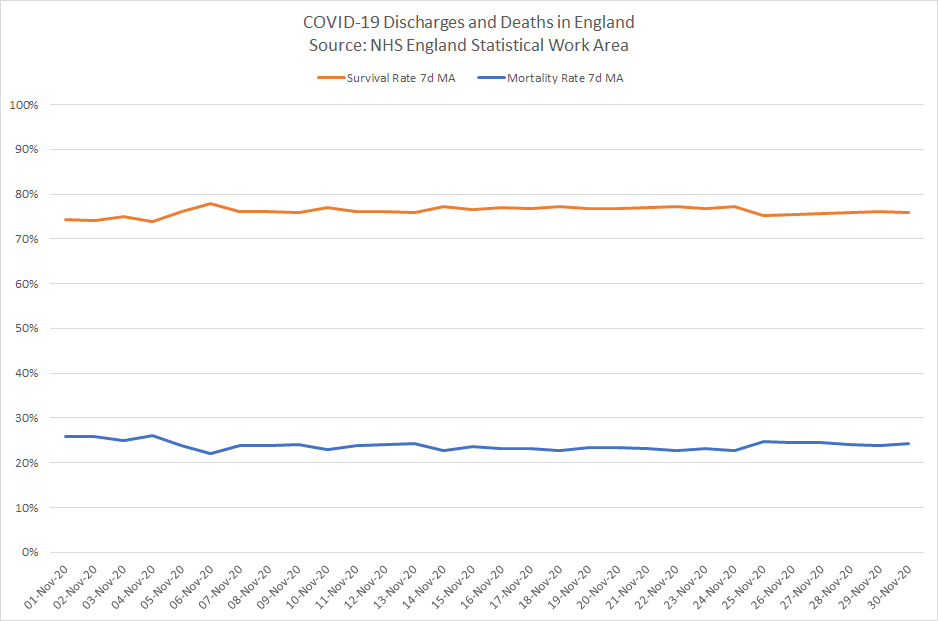 COVID-19 Discharges and Deaths in England
Source: NHS England Statistical Work Area
Survival Rate 7d MA
Mortality Rate 7d MA
100%
90%
80%
70%
60%
50%
40%
30%
20%
10%
0%
01-Nov-20
02-Nov-20
03-Nov-20
04-Nov-20
05-Nov-20
06-Nov-20
07-Nov-20
08-Nov-20
09-Nov-20
10-Nov-20
11-Nov-20
12-Nov-20
13-Nov-20
14-Nov-20
15-Nov-20
16-Nov-20
17-Nov-20
18-Nov-20
19-Nov-20
20-Nov-20
21-Nov-20
22-Nov-20
23-Nov-20
24-Nov-20
25-Nov-20
26-Nov-20
27-Nov-20
28-Nov-20
29-Nov-20
30-Nov-20